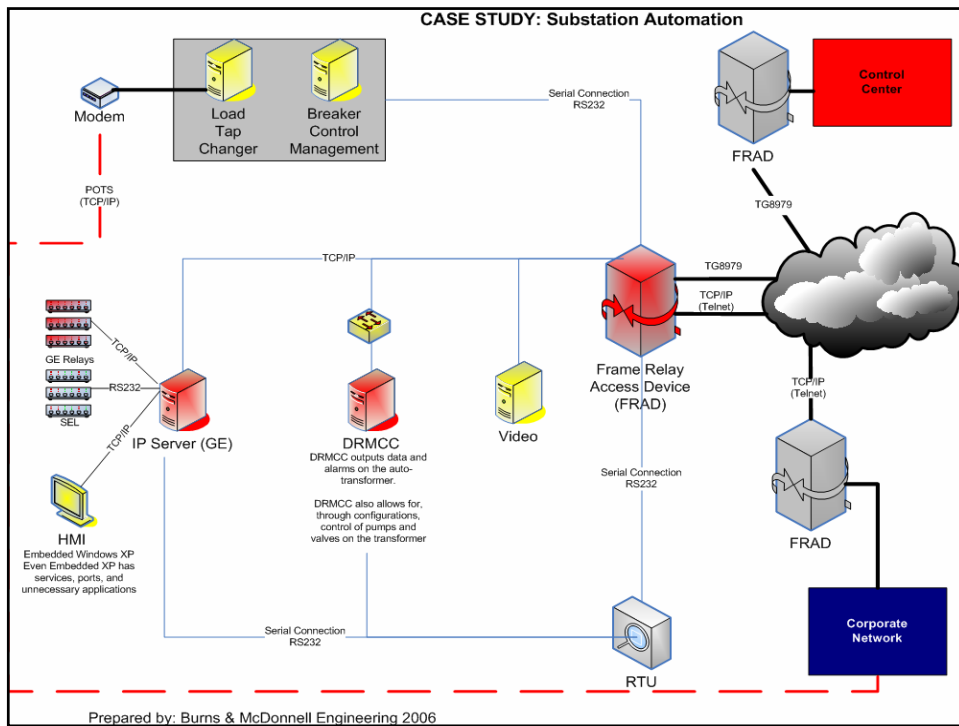 CASE STUDY: Substation Automation
Modem
Load
Tap
Changer
Breaker
Control
Management
Serial Connection
RS232
FRAD
Control
Center
POTS
(TCP/IP)
TG8979
TCP/IP
TG8979
TCP/IP
(Telnet)
GE Relays
TCP/IP
RS232
SEL
TCP/IP
IP Server (GE)
DRMCC
DRMCC outputs data and
alarms on the auto-
transformer.
DRMCC also allows for,
through configurations,
control of pumps and
valves on the transformer
Video
Frame Relay
Access Device
(FRAD)
TCP/IP
(Telnet)
Serial Connection
RS232
FRAD
HMI
Embedded Windows XP
Even Embedded XP has
services, ports, and
unnecessary applications
Serial Connection
RS232
RTU
Corporate
Network
Prepared by: Burns & McDonnell Engineering 2006